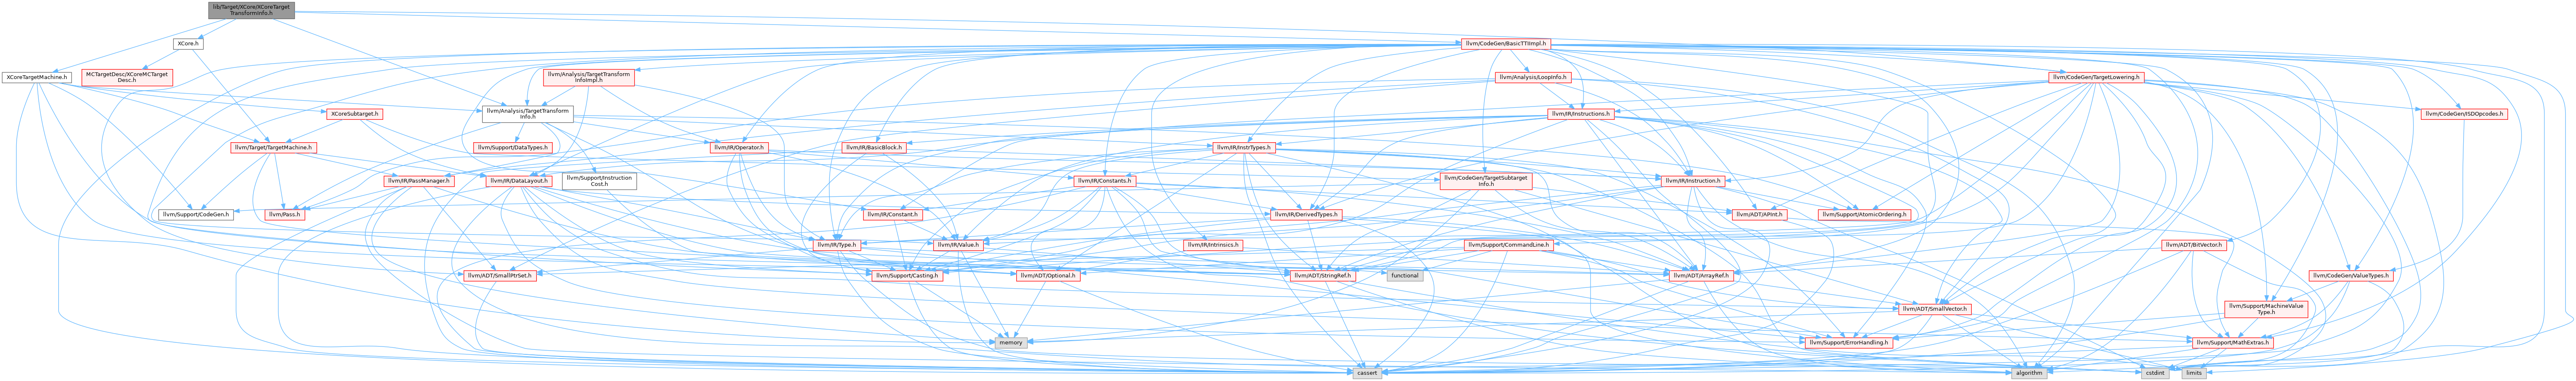 lib/Target/XCore/XCoreTarget
TransformInfo.h
XCore.h
llvm/CodeGen/BasicTTIImpl.h
XCoreTargetMachine.h
MCTargetDesc/XCoreMCTarget
Desc.h
llvm/Analysis/TargetTransform
InfoImpl.h
llvm/Analysis/LoopInfo.h
llvm/CodeGen/TargetLowering.h
XCoreSubtarget.h
llvm/Analysis/TargetTransform
Info.h
llvm/IR/Instructions.h
llvm/CodeGen/ISDOpcodes.h
llvm/Target/TargetMachine.h
llvm/Support/DataTypes.h
llvm/IR/Operator.h
llvm/IR/BasicBlock.h
llvm/IR/InstrTypes.h
llvm/IR/PassManager.h
llvm/IR/DataLayout.h
llvm/Support/Instruction
Cost.h
llvm/IR/Constants.h
llvm/CodeGen/TargetSubtarget
Info.h
llvm/IR/Instruction.h
llvm/Support/CodeGen.h
llvm/Pass.h
llvm/IR/Constant.h
llvm/IR/DerivedTypes.h
llvm/ADT/APInt.h
llvm/Support/AtomicOrdering.h
llvm/IR/Type.h
llvm/IR/Value.h
llvm/IR/Intrinsics.h
llvm/Support/CommandLine.h
llvm/ADT/BitVector.h
llvm/ADT/SmallPtrSet.h
llvm/Support/Casting.h
llvm/ADT/Optional.h
llvm/ADT/StringRef.h
functional
llvm/ADT/ArrayRef.h
llvm/CodeGen/ValueTypes.h
llvm/ADT/SmallVector.h
llvm/Support/MachineValue
Type.h
memory
llvm/Support/ErrorHandling.h
llvm/Support/MathExtras.h
cassert
algorithm
cstdint
limits